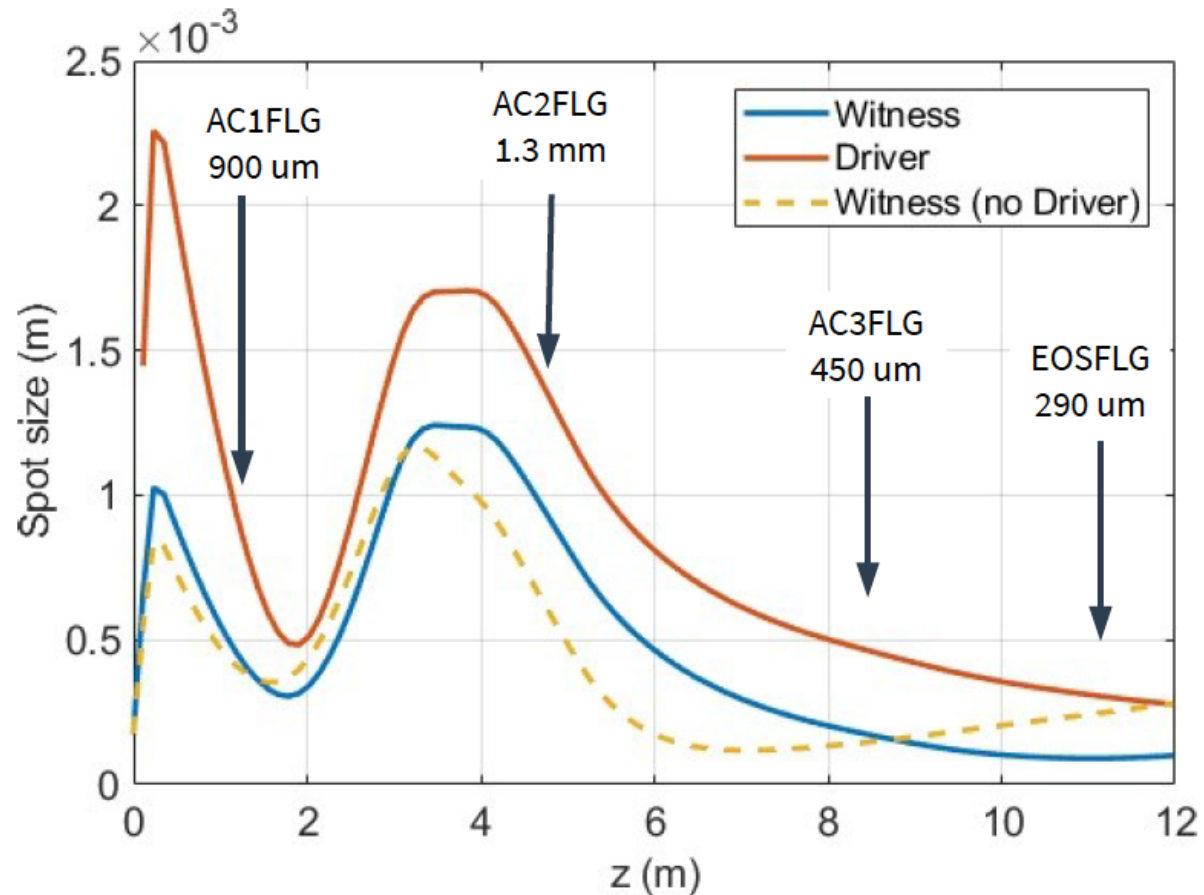 × 10⁻³
2.5
2
1.5
1
0.5
0
Spot size (m)
AC1FLG
900 um
AC2FLG
1.3 mm
Witness
Driver
Witness (no Driver)
AC3FLG
450 um
EOSFLG
290 um
0
2
4
6
8
10
12
z (m)